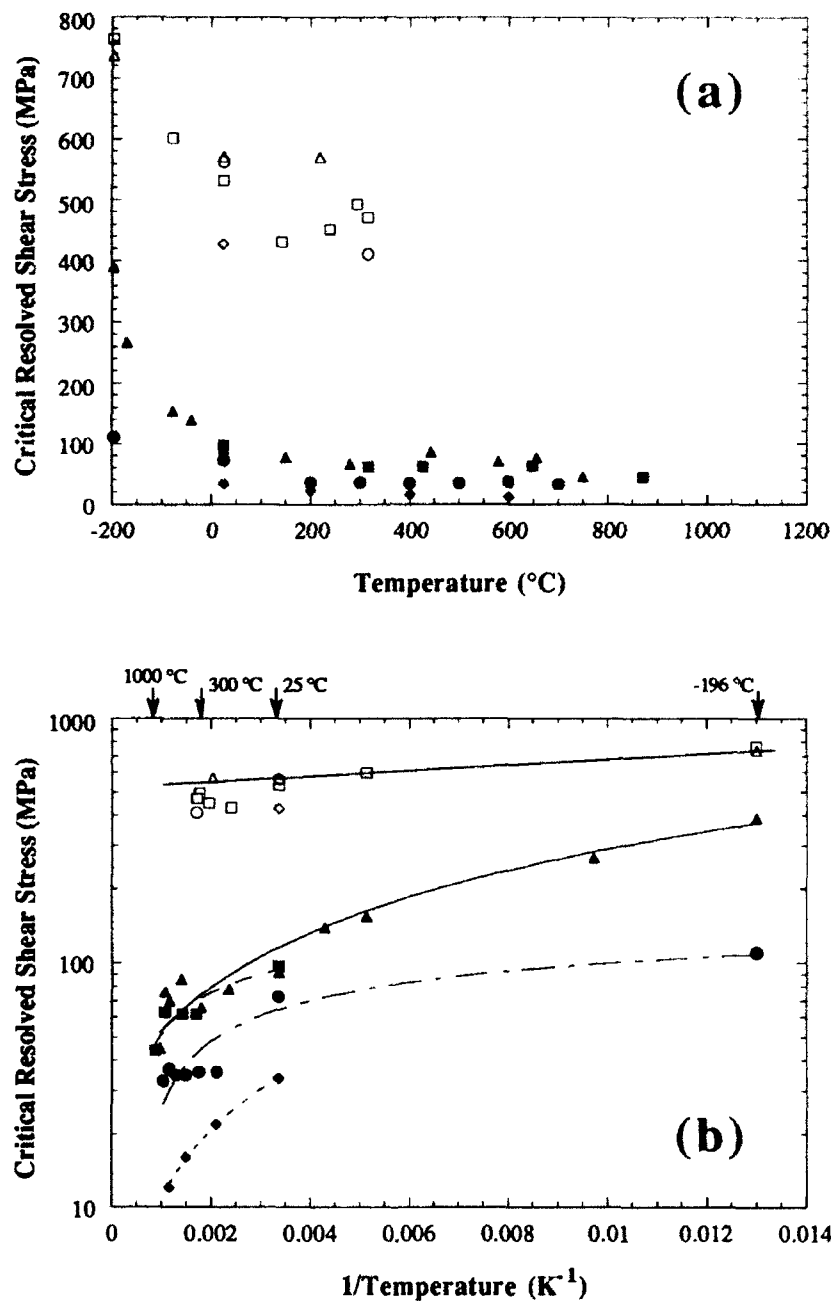 800
700
600
500
400
300
200
100
0
Critical Resolved Shear Stress (MPa)
(a)
-200 0 200 400 600 800 1000 1200
Temperature (°C)
1000 °C 300 °C 25 °C -196 °C
1000
100
10
Critical Resolved Shear Stress (MPa)
(b)
0 0.002 0.004 0.006 0.008 0.01 0.012 0.014
1/Temperature (K-1)